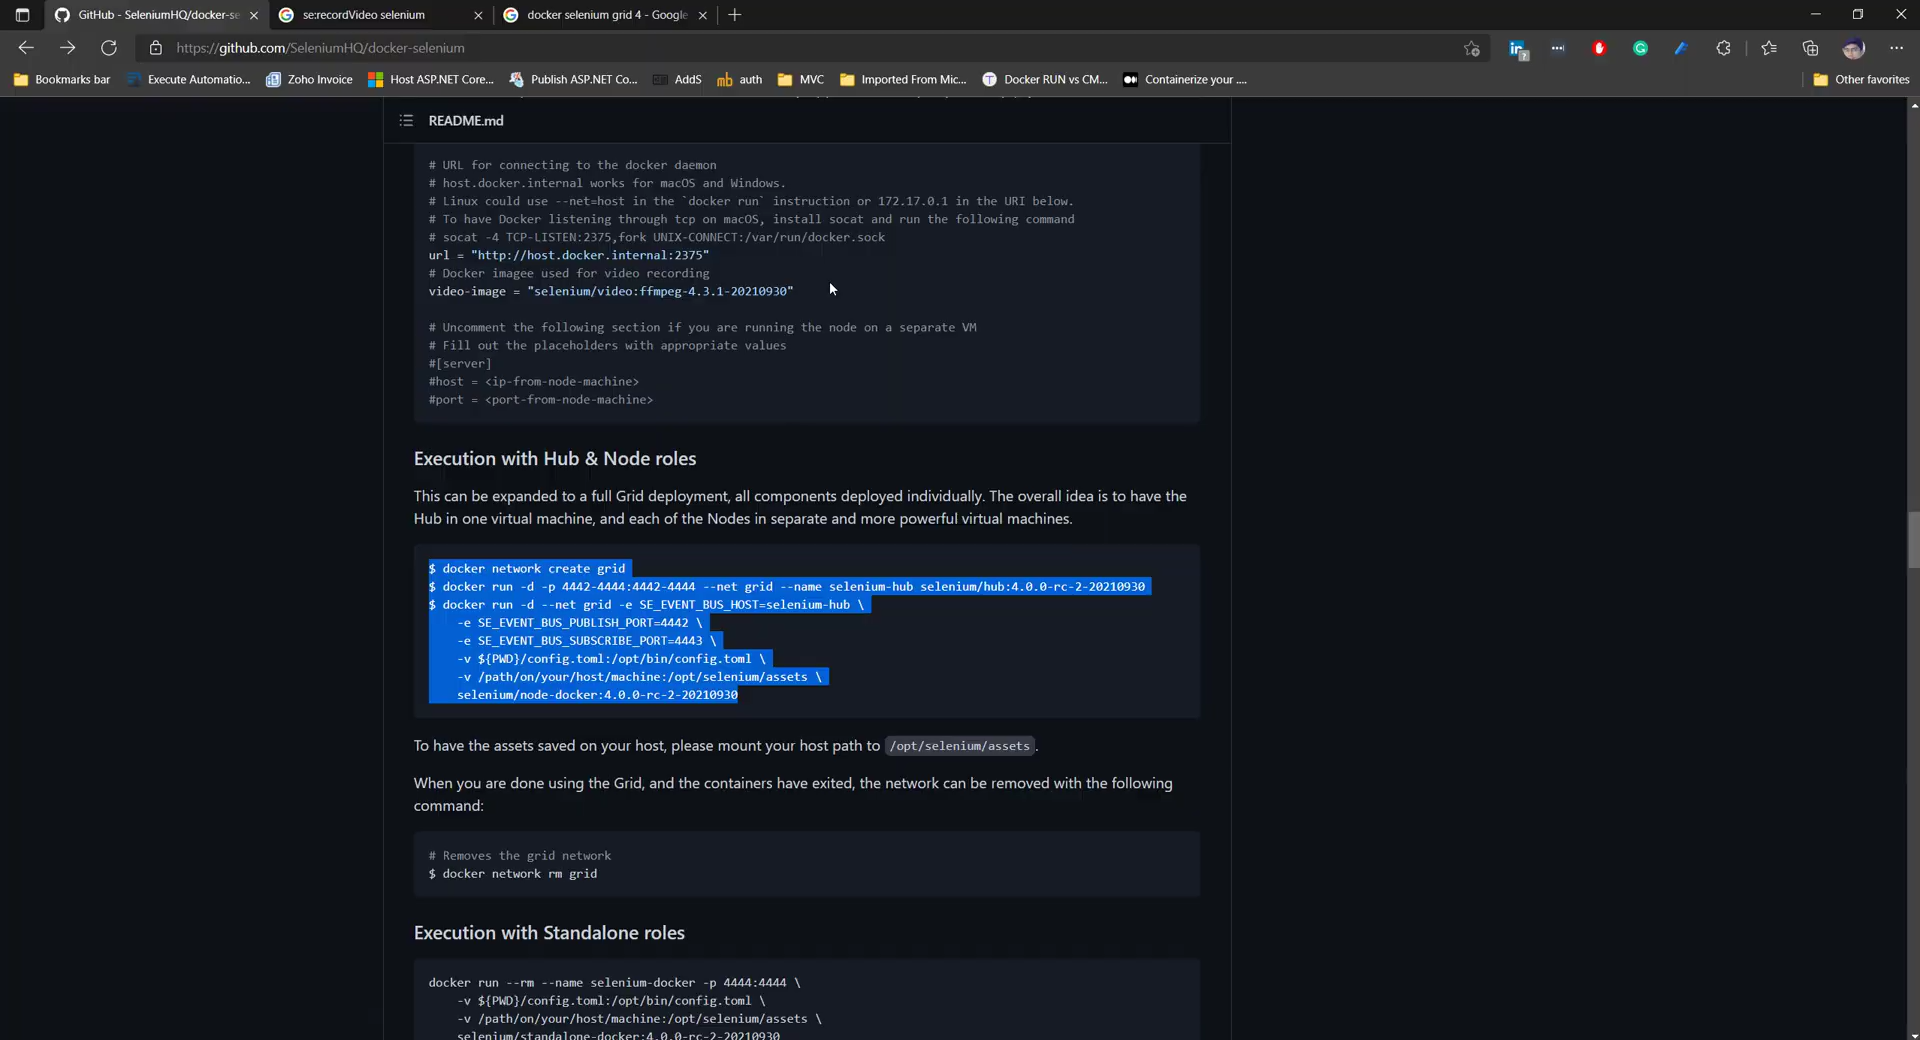 GitHub - SeleniumHQ/docker-se
se:recordVideo selenium
docker selenium grid 4 - Google
https://github.com/SeleniumHQ/docker-selenium
Bookmarks bar
Execute Automatio...
Zoho Invoice
Host ASP.NET Core...
Publish ASP.NET Co...
AddS
auth
MVC
Imported From Mic...
Docker RUN vs CM...
Containerize your ....
Other favorites
README.md
# URL for connecting to the docker daemon
# host.docker.internal works for macOS and Windows.
# Linux could use --net=host in the `docker run` instruction or 172.17.0.1 in the URI below.
# To have Docker listening through tcp on macOS, install socat and run the following command
# socat -4 TCP-LISTEN:2375,fork UNIX-CONNECT:/var/run/docker.sock
url = "http://host.docker.internal:2375"
# Docker imagee used for video recording
video-image = "selenium/video:ffmpeg-4.3.1-20210930"
# Uncomment the following section if you are running the node on a separate VM
# Fill out the placeholders with appropriate values
#[server]
#host = <ip-from-node-machine>
#port = <port-from-node-machine>
Execution with Hub & Node roles
This can be expanded to a full Grid deployment, all components deployed individually. The overall idea is to have the
Hub in one virtual machine, and each of the Nodes in separate and more powerful virtual machines.
$ docker network create grid
$ docker run -d -p 4442-4444:4442-4444 --net grid --name selenium-hub selenium/hub:4.0.0-rc-2-20210930
$ docker run -d --net grid -e SE_EVENT_BUS_HOST=selenium-hub \
-e SE_EVENT_BUS_PUBLISH_PORT=4442 \
-e SE_EVENT_BUS_SUBSCRIBE_PORT=4443 \
-v ${PWD}/config.toml:/opt/bin/config.toml \
-v /path/on/your/host/machine:/opt/selenium/assets \
selenium/node-docker:4.0.0-rc-2-20210930
To have the assets saved on your host, please mount your host path to /opt/selenium/assets.
When you are done using the Grid, and the containers have exited, the network can be removed with the following
command:
# Removes the grid network
$ docker network rm grid
Execution with Standalone roles
docker run --rm --name selenium-docker -p 4444:4444 \
-v ${PWD}/config.toml:/opt/bin/config.toml \
-v /path/on/your/host/machine:/opt/selenium/assets \
selenium/standalone-docker:4.0.0-rc-2-20210930